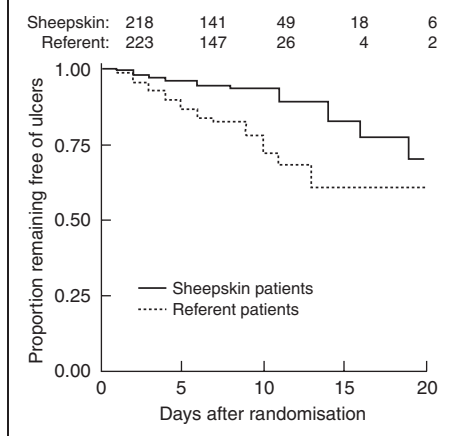 Sheepskin: 218 141 49 18 6
Referent: 223 147 26 4 2
1.00
0.75
0.50
0.25
0.00
Proportion remaining free of ulcers
Sheepskin patients
Referent patients
0 5 10 15 20
Days after randomisation